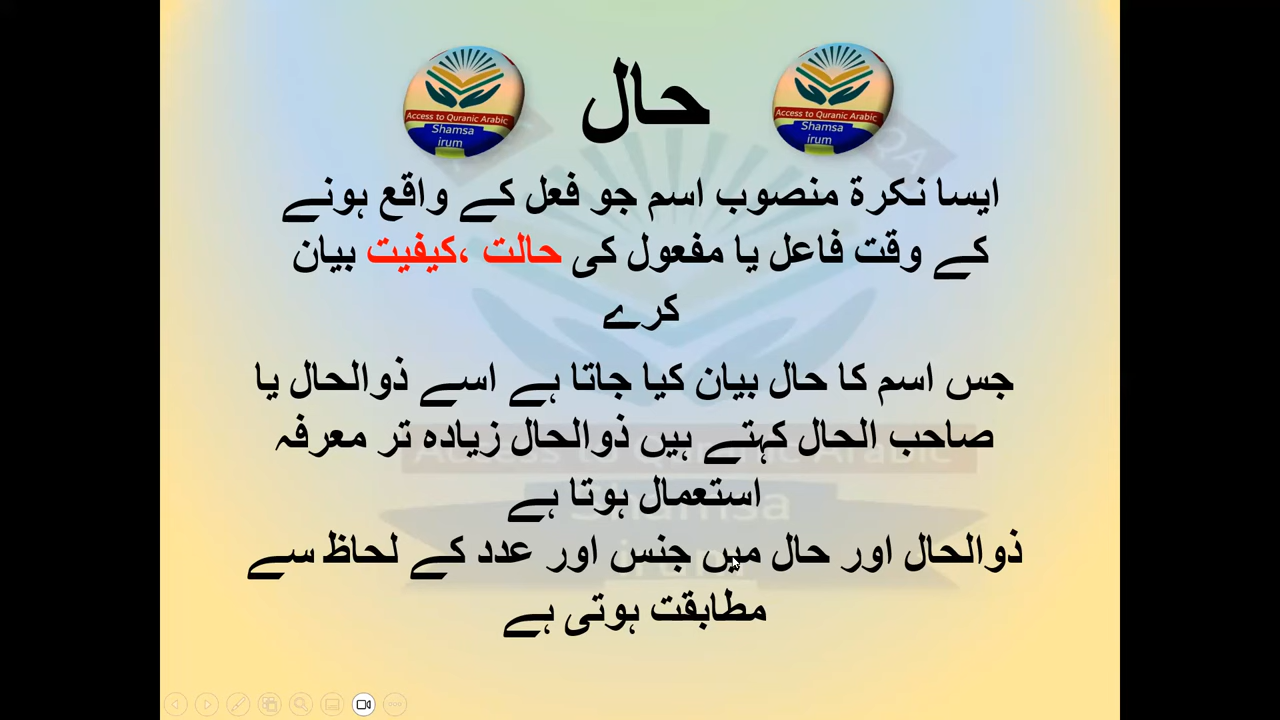 حال
Access to Quranic Arabic
Shamsa
irum
Access to Quranic Arabic
Shamsa
irum
ایسا نکرة منصوب اسم جو فعل کے واقع ہونے
کے وقت فاعل یا مفعول کی حالت ،کیفیت بیان
کرے
جس اسم کا حال بیان کیا جاتا ہے اسے ذوالحال یا
صاحب الحال کہتے ہیں ذوالحال زیادہ تر معرفہ
استعمال ہوتا ہے
ذوالحال اور حال میں جنس اور عدد کے لحاظ سے
مطابقت ہوتی ہے